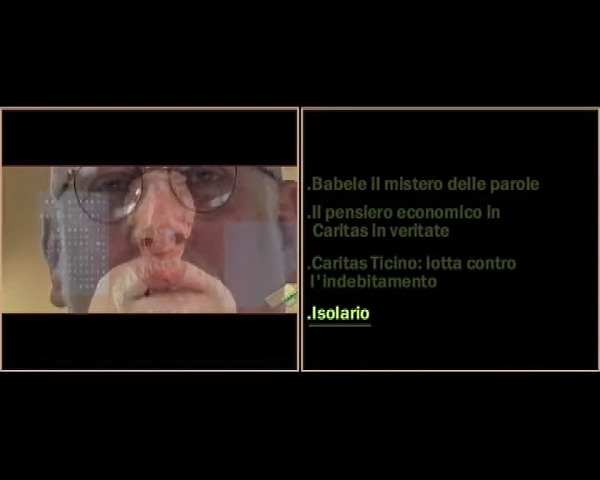 .Babele il mistero delle parole
.Il pensiero economico in
Caritas in veritate
.Caritas Ticino: lotta contro
l'indebitamento
.Isolario